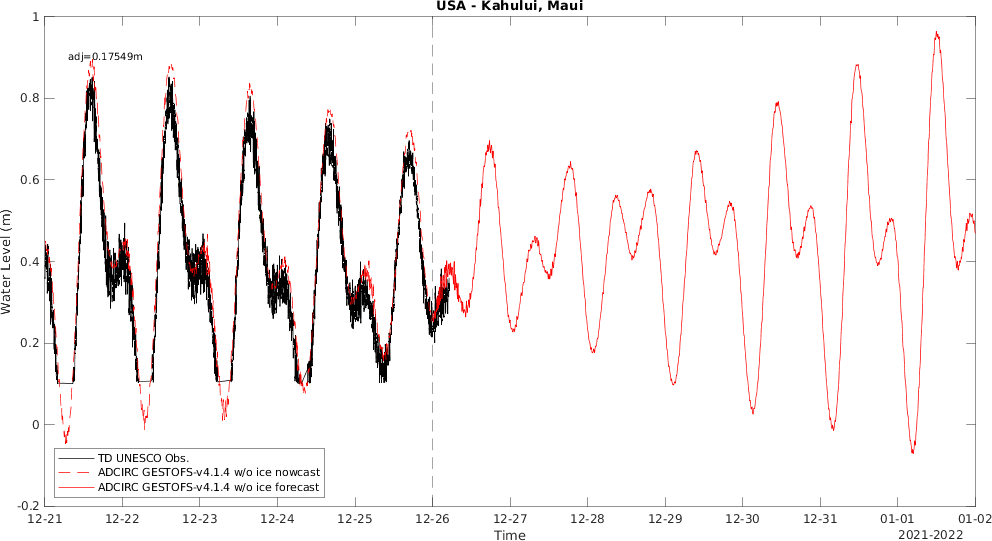 USA - Kahului, Maui
adj=0.17549m
Water Level (m)
1
0.8
0.6
0.4
0.2
0
-0.2
TD UNESCO Obs.
ADCIRC GESTOFS-v4.1.4 w/o ice nowcast
ADCIRC GESTOFS-v4.1.4 w/o ice forecast
12-21 12-22 12-23 12-24 12-25 12-26 12-27 12-28 12-29 12-30 12-31 01-01 01-02
Time
2021-2022